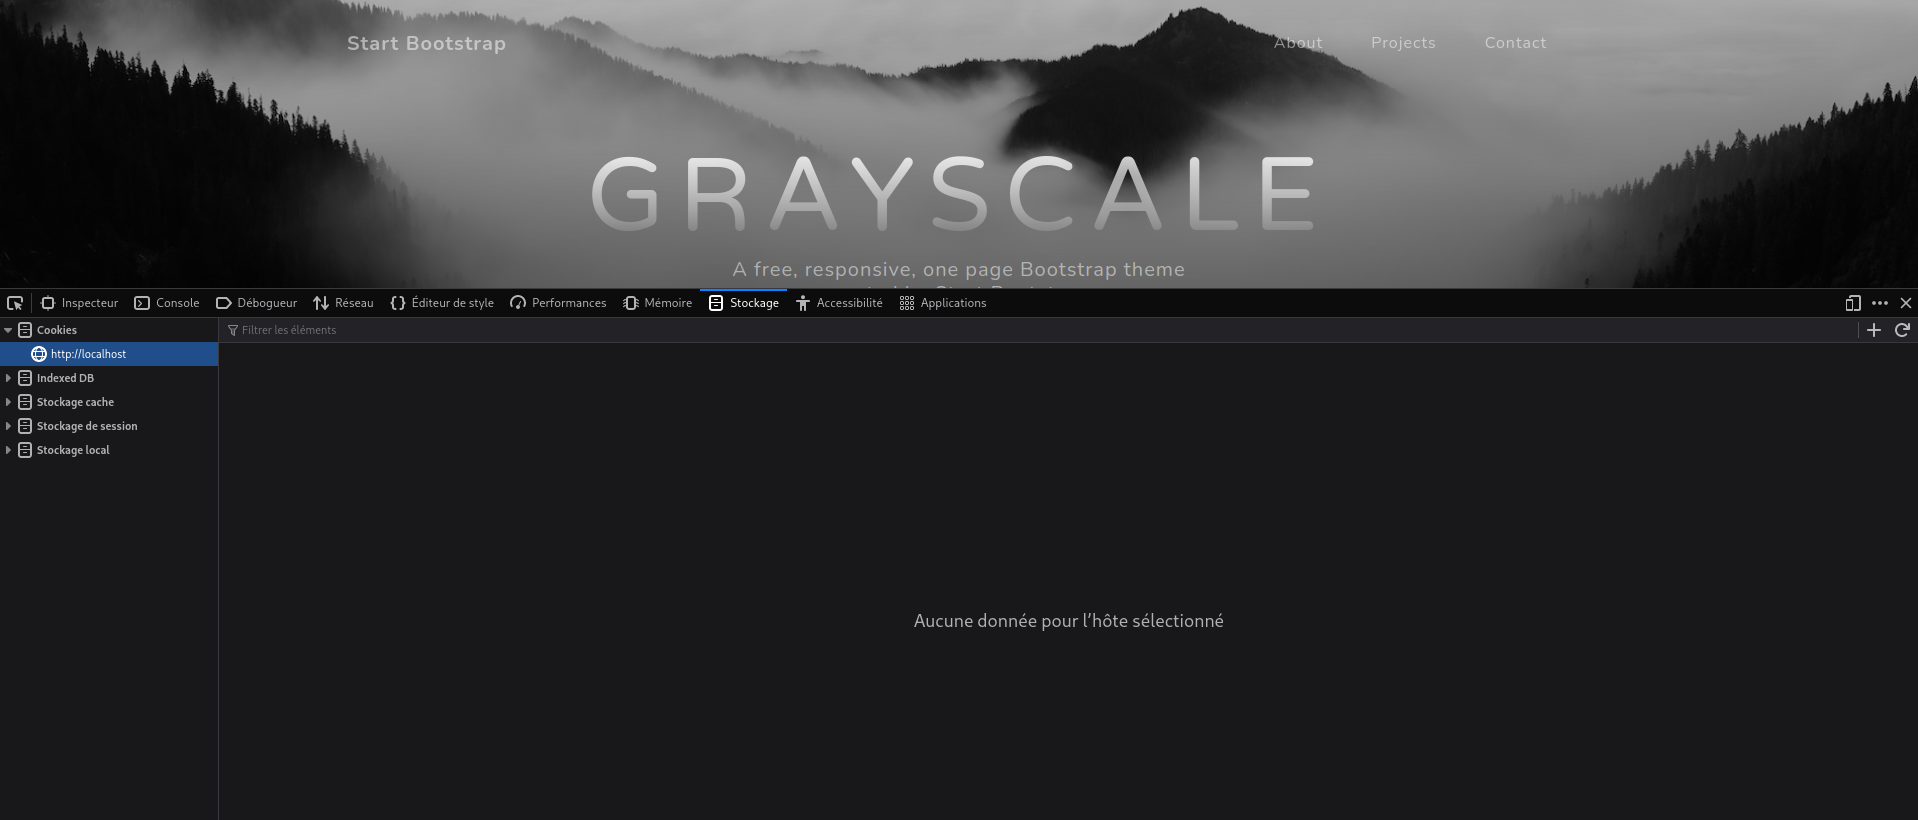 Start Bootstrap
About Projects Contact
GRAYSCALE
A free, responsive, one page Bootstrap theme
Inspecteur Console Débogueur Réseau Éditeur de style Performances Mémoire Stockage Accessibilité Applications
Cookies
Filtrer les éléments
http://localhost
Indexed DB
Stockage cache
Stockage de session
Stockage local
Aucune donnée pour l’hôte sélectionné